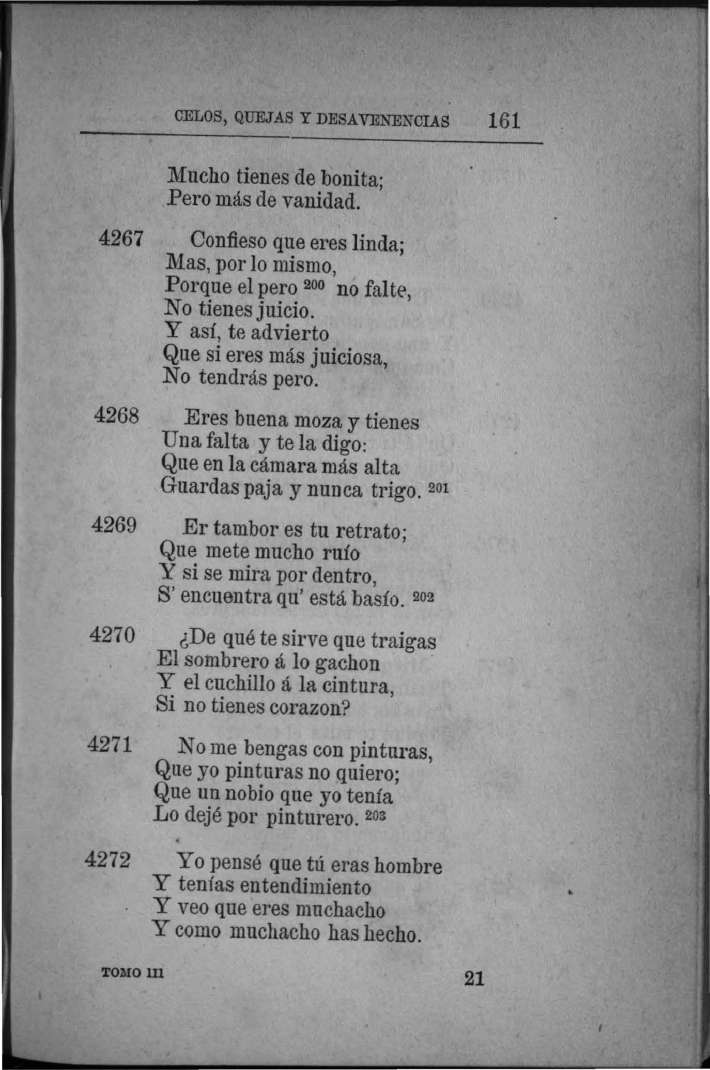 CELOS, QUEJAS Y DESAVENENCIAS 161
Mucho tienes de bonita;
Pero más de vanidad.
4267 Confieso que eres linda;
Mas, por lo mismo,
Porque el pero 200 no falte,
No tienes juicio.
Y así, te advierto
Que si eres más juiciosa,
No tendrás pero.
4268 Eres buena moza y tienes
Una falta y te la digo:
Que en la cámara más alta
Guardas paja y nunca trigo. 201
4269 Er tambor es tu retrato;
Que mete mucho ruío
Y si se mira por dentro,
S' encuentra qu' está basío. 202
4270 ¿De qué te sirve que traigas
El sombrero á lo gachon
Y el cuchillo á la cintura,
Si no tienes corazon?
4271 No me bengas con pinturas,
Que yo pinturas no quiero;
Que un nobio que yo tenía
Lo dejé por pinturero. 203
4272 Yo pensé que tú eras hombre
Y tenías entendimiento
Y veo que eres muchacho
Y como muchacho has hecho.
TOMO III 21